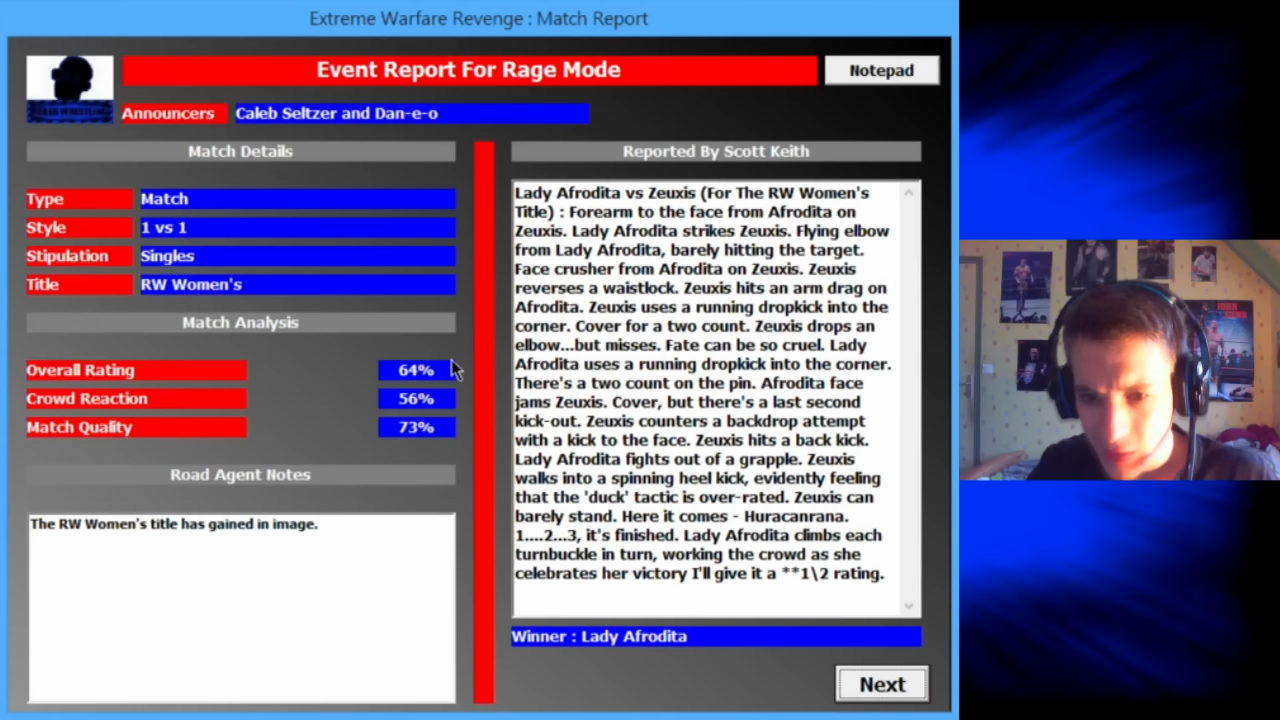 Extreme Warfare Revenge : Match Report
Event Report For Rage Mode
Notepad
Announcers
Caleb Seltzer and Dan-e-o
Match Details
Type
Match
Style
1 vs 1
Stipulation
Singles
Title
RW Women's
Match Analysis
Overall Rating
64%
Crowd Reaction
56%
Match Quality
73%
Road Agent Notes
The RW Women's title has gained in image.
Reported By Scott Keith
Lady Afrodita vs Zeuxis (For The RW Women's
Title) : Forearm to the face from Afrodita on
Zeuxis. Lady Afrodita strikes Zeuxis. Flying elbow
from Lady Afrodita, barely hitting the target.
Face crusher from Afrodita on Zeuxis. Zeuxis
reverses a waistlock. Zeuxis hits an arm drag on
Afrodita. Zeuxis uses a running dropkick into the
corner. Cover for a two count. Zeuxis drops an
elbow...but misses. Fate can be so cruel. Lady
Afrodita uses a running dropkick into the corner.
There's a two count on the pin. Afrodita face
jams Zeuxis. Cover, but there's a last second
kick-out. Zeuxis counters a backdrop attempt
with a kick to the face. Zeuxis hits a back kick.
Lady Afrodita fights out of a grapple. Zeuxis
walks into a spinning heel kick, evidently feeling
that the 'duck' tactic is over-rated. Zeuxis can
barely stand. Here it comes - Huracanrana.
1....2...3, it's finished. Lady Afrodita climbs each
turnbuckle in turn, working the crowd as she
celebrates her victory I'll give it a **1\2 rating.
Winner : Lady Afrodita
Next